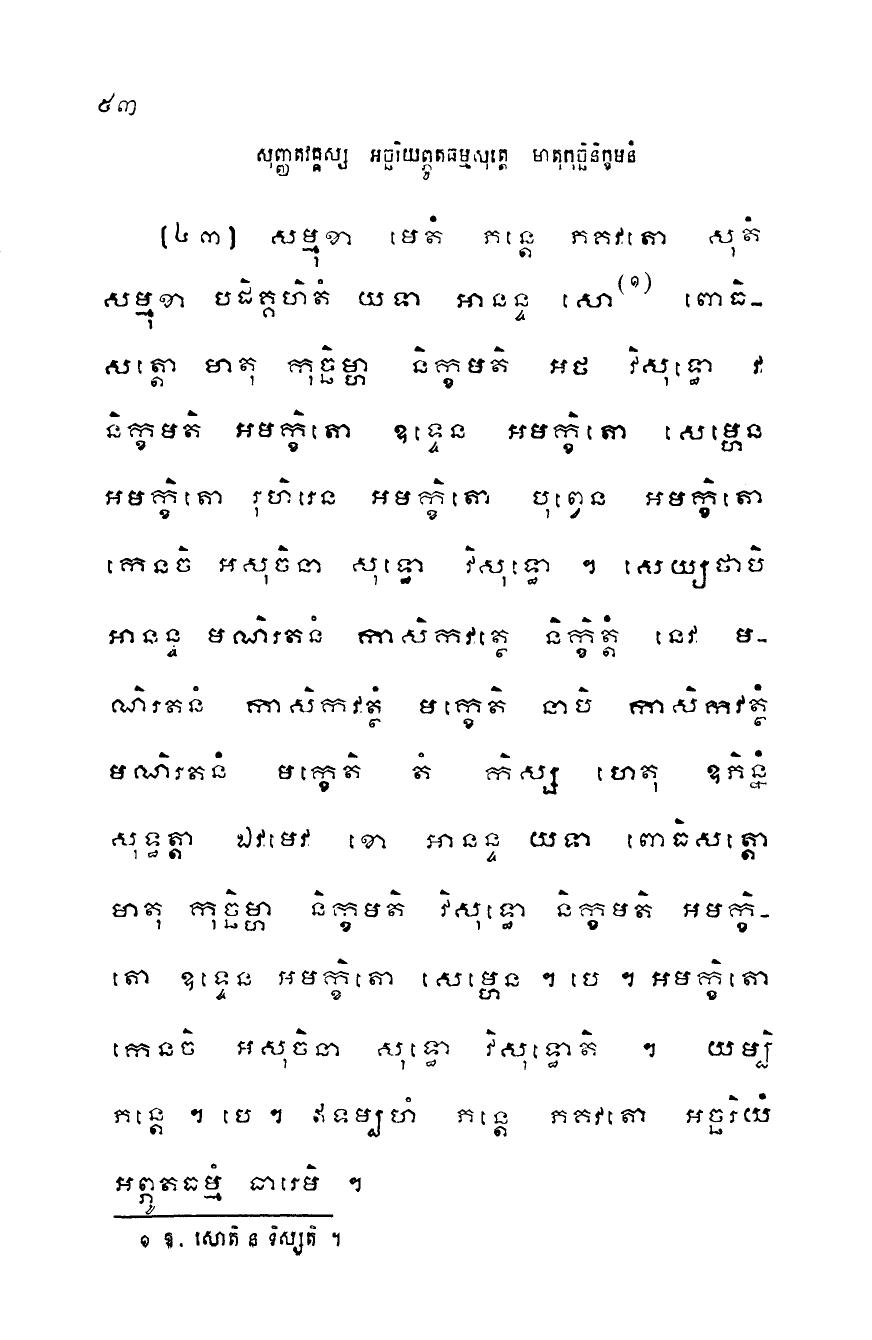 ៩៣
សុញ្ញតវគ្គស្ស អច្ឆរិយព្ភូតធម្មសុត្តេ មាតុកុច្ឆិនិក្ខមនំ
(៤៣) សម្មុខា មេតំ ភន្តេ ភគវតោ សុតំ
សម្មុខា បដិគ្គហិតំ យទា អានន្ទ សោ(១) ពោធិ-
សត្តោ មាតុ កុច្ឆិម្ហា និក្ខមតិ អថ វិសុទ្ធោ វ
និក្ខមតិ អមក្ខិតោ ឧទ្ទេន អមក្ខិតោ សេម្ហេន
អមក្ខិតោ រុហិរេន អមក្ខិតោ បុព្វេន អមក្ខិតោ
កេនចិ អសុចិនា សុទ្ធោ វិសុទ្ធោ ។ សេយ្យថាបិ
អានន្ទ មណិរតនំ កាសិកវត្ថេ និក្ខិត្តំ នេវ ម-
ណិរតនំ កាសិកវត្ថំ មក្ខេតិ នាបិ កាសិកវត្ថំ
មណិរតនំ មក្ខេតិ តំ កិស្ស ហេតុ ឧភិន្នំ
សុទ្ធត្តា ឯវមេវ ខោ អានន្ទ យទា ពោធិសត្តោ
មាតុ កុច្ឆិម្ហា និក្ខមតិ វិសុទ្ធោ និក្ខមតិ អមក្ខិ-
តោ ឧទ្ទេន អមក្ខិតោ សេម្ហេន ។ បេ ។ អមក្ខិតោ
កេនចិ អសុចិនា សុទ្ធោ វិសុទ្ធោតិ ។ យម្បិ
ភន្តេ ។ បេ ។ ឥទម្បហំ ភន្តេ ភគវតោ អច្ឆរិយំ
អព្ភូតធម្មំ ធារេមិ ។
១ ឱ. សោតិ ន ទិស្សតិ ។